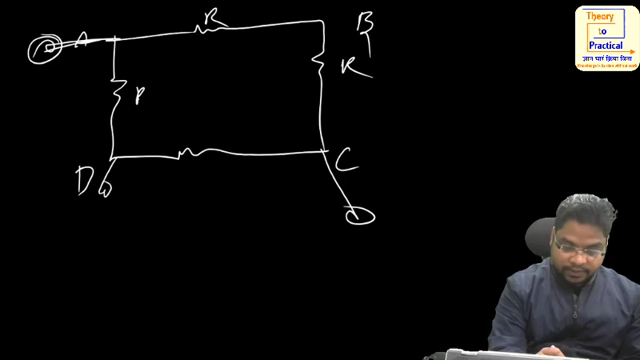 R
B
A
R
R
D
C
Theory
to
Practical
ज्ञान भारं क्रिया बिना